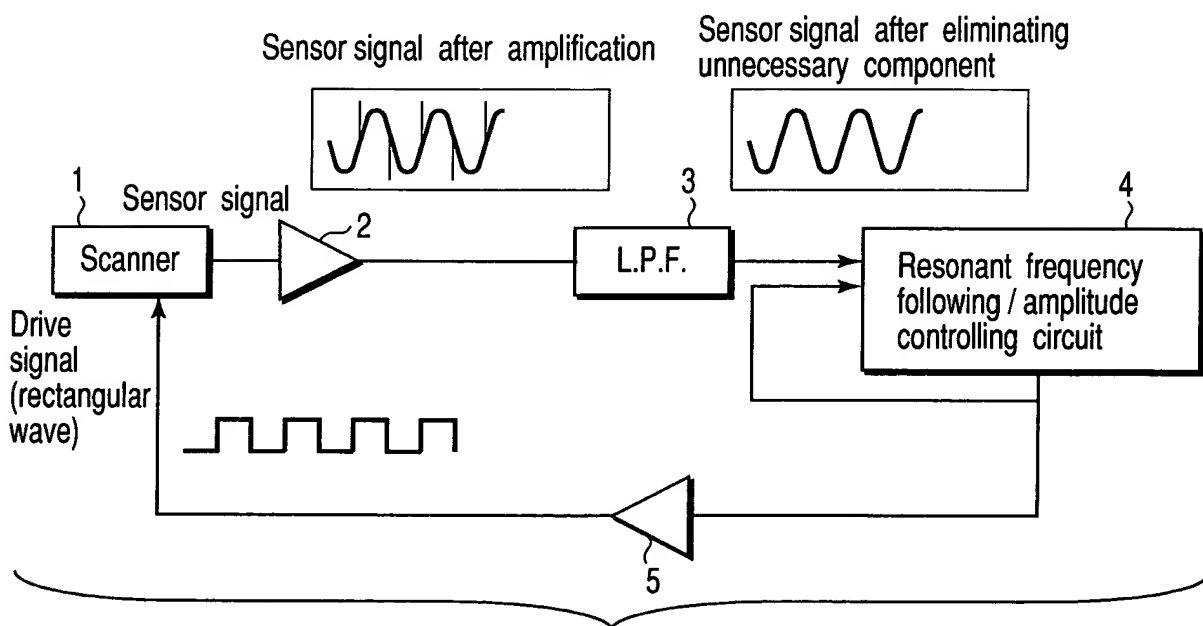 Sensor signal after amplification
Sensor signal after eliminating
unnecessary component
1
Sensor signal
2
3
4
Scanner
L.P.F.
Resonant frequency
following / amplitude
controlling circuit
Drive
signal
(rectangular
wave)
5